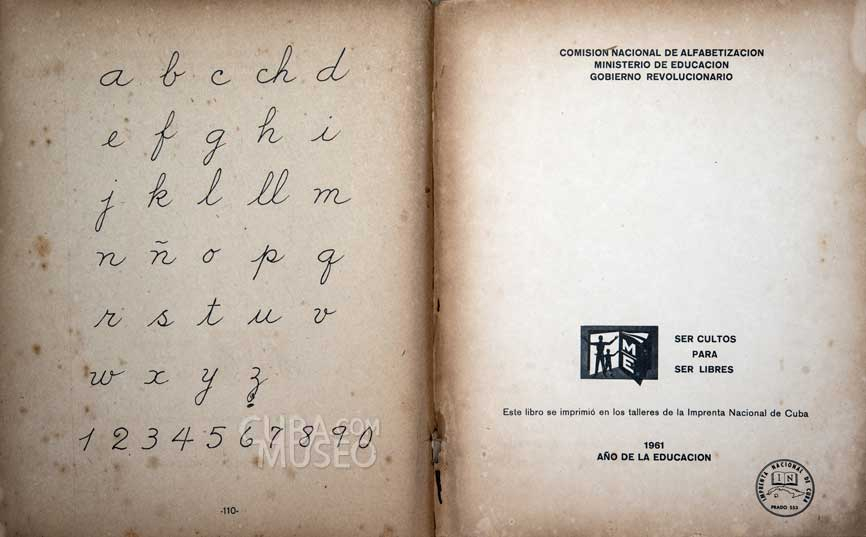 a b c ch d
e f g h i
j k l ll m
n ñ o p q
r s t u v
w x y z
1 2 3 4 5 6 7 8 9 0
CUBA.COM
MUSEO
-110-
COMISION NACIONAL DE ALFABETIZACION
MINISTERIO DE EDUCACION
GOBIERNO REVOLUCIONARIO
ME
SER CULTOS
PARA
SER LIBRES
Este libro se imprimió en los talleres de la Imprenta Nacional de Cuba
1961
AÑO DE LA EDUCACION
IMPRENTA NACIONAL DE CUBA
IN
PRADO 553